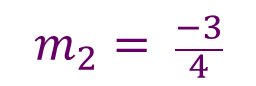 m₂ = −3/4